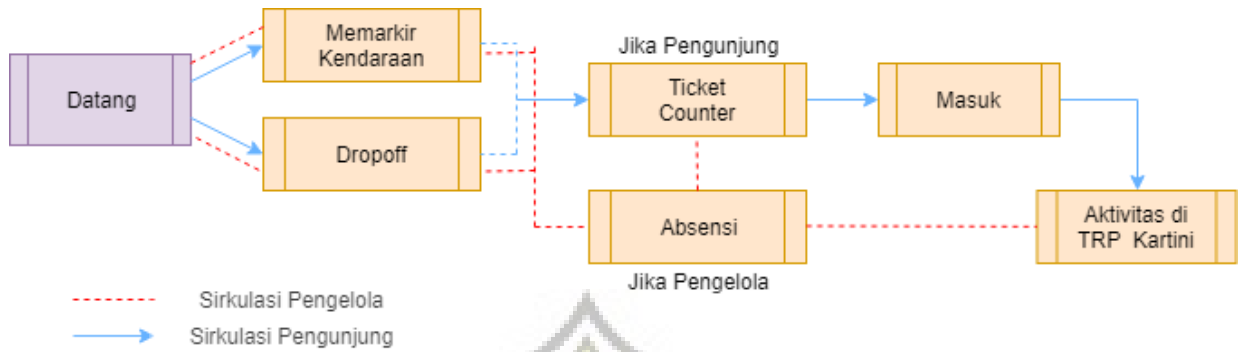 Datang
Memarkir
Kendaraan
Dropoff
Jika Pengunjung
Ticket
Counter
Masuk
Absensi
Jika Pengelola
Aktivitas di
TRP Kartini
Sirkulasi Pengelola
Sirkulasi Pengunjung